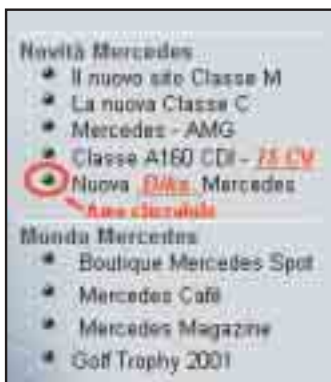 Novità Mercedes
Il nuovo sito Classe M
La nuova Classe C
Mercedes - AMG
Classe A160 CDI - 75 CV
Nuova Bike Mercedes
Area cliccabile
Mondo Mercedes
Boutique Mercedes Spot
Mercedes Café
Mercedes Magazine
Golf Trophy 2001